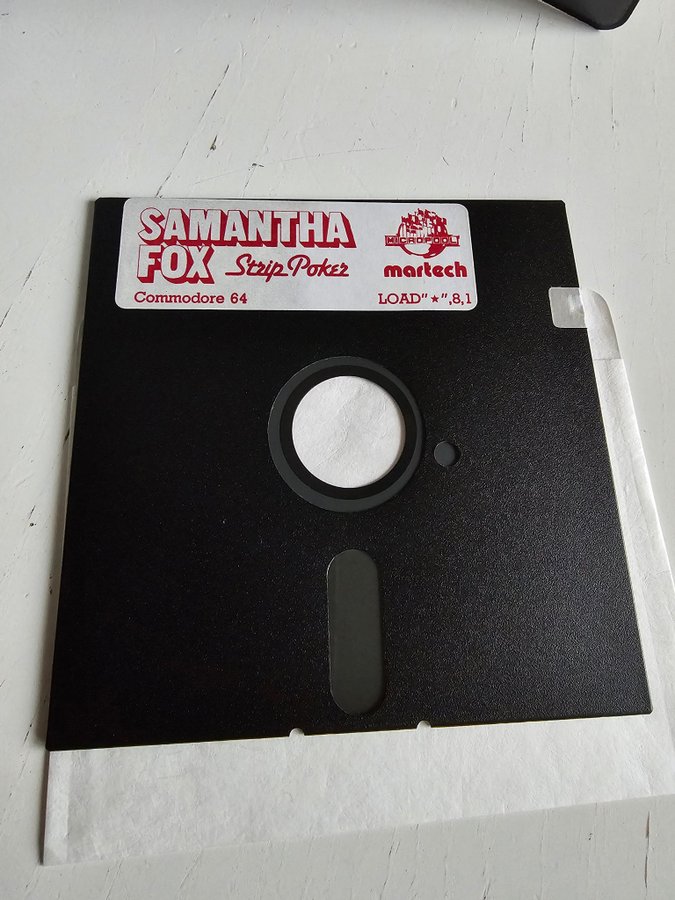 SAMANTHA
FOX Strip Poker
Commodore 64
MICROPOOL
martech
LOAD"★",8,1